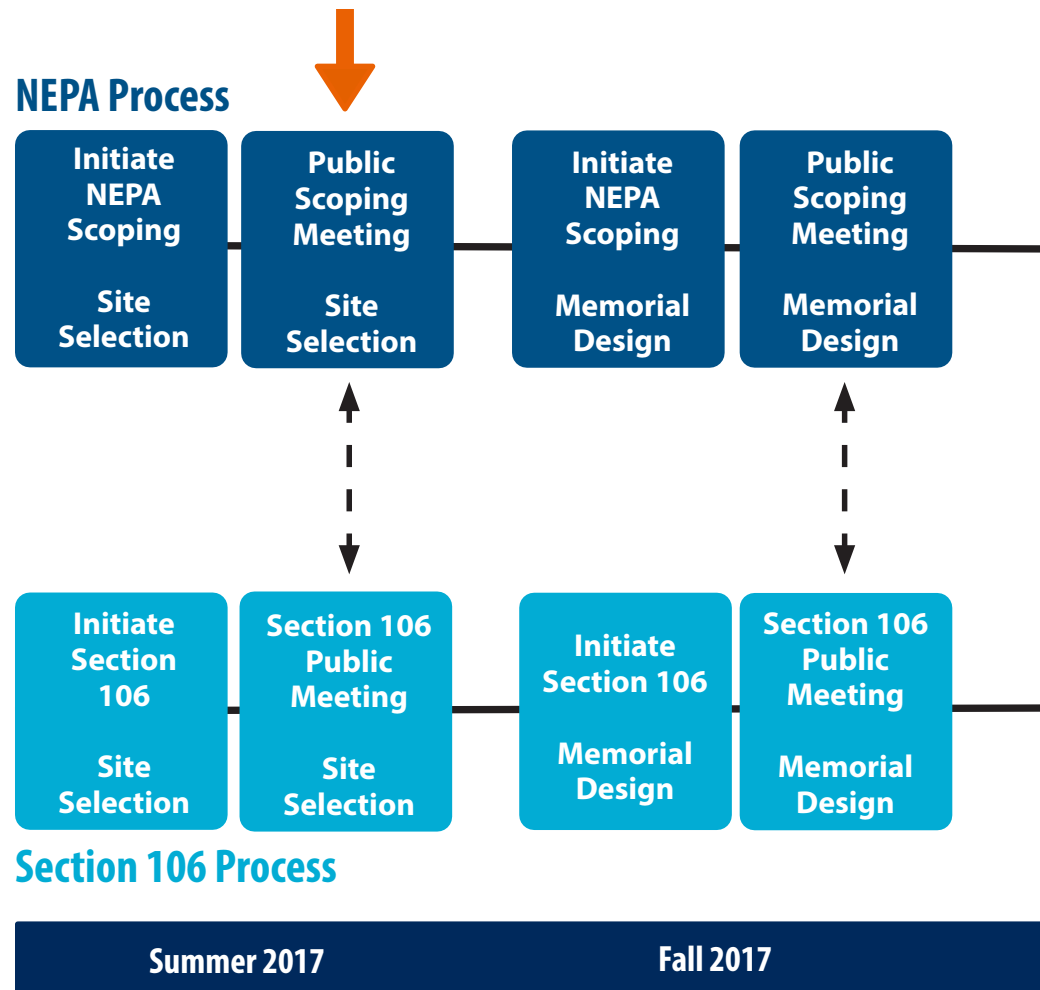 NEPA Process
Initiate
NEPA
Scoping
Site
Selection
Public
Scoping
Meeting
Site
Selection
Initiate
NEPA
Scoping
Memorial
Design
Public
Scoping
Meeting
Memorial
Design
Initiate
Section
106
Site
Selection
Section 106
Public
Meeting
Site
Selection
Initiate
Section 106
Memorial
Design
Section 106
Public
Meeting
Memorial
Design
Section 106 Process
Summer 2017
Fall 2017